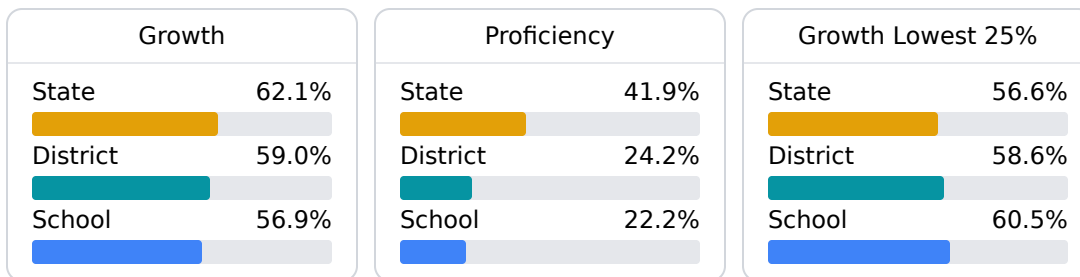 Growth
State 62.1%
District 59.0%
School 56.9%
Proficiency
State 41.9%
District 24.2%
School 22.2%
Growth Lowest 25%
State 56.6%
District 58.6%
School 60.5%